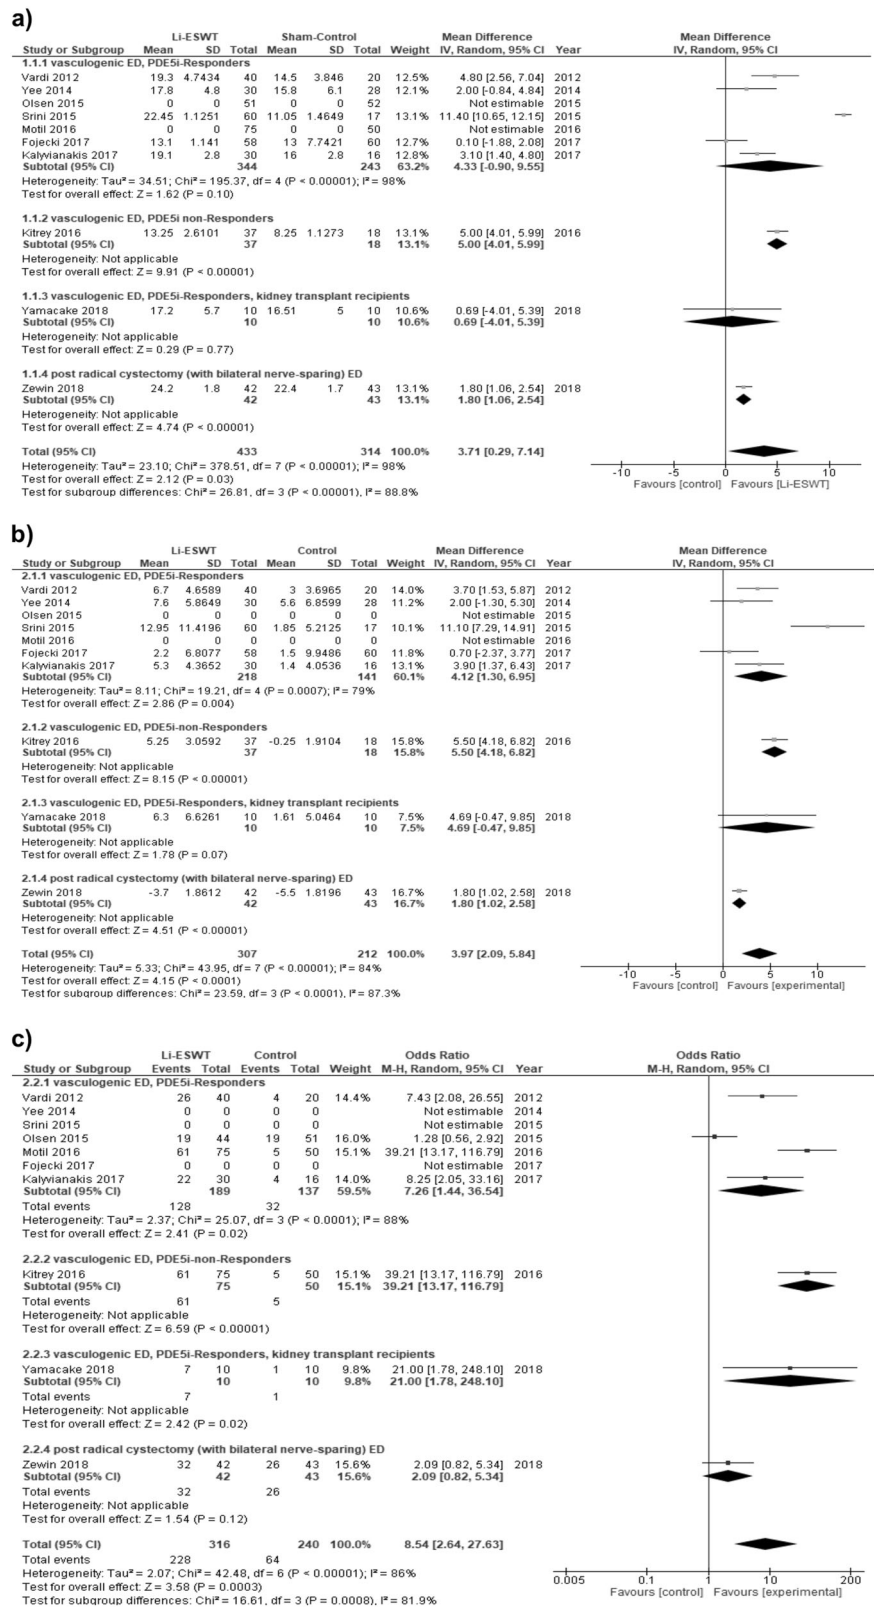 a)
Li-ESWT Sham-Control Mean Difference Mean Difference
Study or Subgroup Mean SD Total Mean SD Total Weight IV, Random, 95% CI Year IV, Random, 95% CI
1.1.1 vasculogenic ED, PDE5i-Responders
Vardi 2012 19.3 4.7434 40 14.5 3.846 20 12.5% 4.80 [2.56, 7.04] 2012
Yee 2014 17.8 4.8 30 15.8 6.1 28 12.1% 2.00 [-0.84, 4.84] 2014
Olsen 2015 0 0 51 0 0 52 Not estimable 2015
Srini 2015 22.45 1.1251 60 11.05 1.4649 17 13.1% 11.40 [10.65, 12.15] 2015
Motil 2016 0 0 75 0 0 50 Not estimable 2016
Fojecki 2017 13.1 1.141 58 13 7.7421 60 12.8% 0.10 [-1.88, 2.08] 2017
Kalyvianakis 2017 19.1 2.8 30 16 2.8 16 12.8% 3.10 [1.40, 4.80] 2017
Subtotal (95% CI) 344 243 63.2% 4.33 [-0.90, 9.55]
Heterogeneity: Tau² = 34.51; Chi² = 195.37, df = 4 (P < 0.00001); I² = 98%
Test for overall effect: Z = 1.62 (P = 0.10)
1.1.2 vasculogenic ED, PDE5i non-Responders
Kitrey 2016 13.25 2.6101 37 8.25 1.1273 18 13.1% 5.00 [4.01, 5.99] 2016
Subtotal (95% CI) 37 18 13.1% 5.00 [4.01, 5.99]
Heterogeneity: Not applicable
Test for overall effect: Z = 9.91 (P < 0.00001)
1.1.3 vasculogenic ED, PDE5i-Responders, kidney transplant recipients
Yamacake 2018 17.2 5.7 10 16.51 5 10 10.6% 0.69 [-4.01, 5.39] 2018
Subtotal (95% CI) 10 10 10.6% 0.69 [-4.01, 5.39]
Heterogeneity: Not applicable
Test for overall effect: Z = 0.29 (P = 0.77)
1.1.4 post radical cystectomy (with bilateral nerve-sparing) ED
Zewin 2018 24.2 1.8 42 22.4 1.7 43 13.1% 1.80 [1.06, 2.54] 2018
Subtotal (95% CI) 42 43 13.1% 1.80 [1.06, 2.54]
Heterogeneity: Not applicable
Test for overall effect: Z = 4.74 (P < 0.00001)
Total (95% CI) 433 314 100.0% 3.71 [0.29, 7.14]
Heterogeneity: Tau² = 23.10; Chi² = 378.51, df = 7 (P < 0.00001); I² = 98%
Test for overall effect: Z = 2.12 (P = 0.03)
Test for subgroup differences: Chi² = 26.81, df = 3 (P < 0.00001), I² = 88.8%
-10 -5 0 5 10
Favours [control] Favours [Li-ESWT]
b)
Li-ESWT Control Mean Difference Mean Difference
Study or Subgroup Mean SD Total Mean SD Total Weight IV, Random, 95% CI Year IV, Random, 95% CI
2.1.1 vasculogenic ED, PDE5i-Responders
Vardi 2012 6.7 4.6589 40 3 3.6965 20 14.0% 3.70 [1.53, 5.87] 2012
Yee 2014 7.6 5.8649 30 5.6 6.8599 28 11.2% 2.00 [-1.30, 5.30] 2014
Olsen 2015 0 0 0 0 0 0 Not estimable 2015
Srini 2015 12.95 11.4196 60 1.85 5.2125 17 10.1% 11.10 [7.29, 14.91] 2015
Motil 2016 0 0 0 0 0 0 Not estimable 2016
Fojecki 2017 2.2 6.8077 58 1.5 9.9486 60 11.8% 0.70 [-2.37, 3.77] 2017
Kalyvianakis 2017 5.3 4.3652 30 1.4 4.0536 16 13.1% 3.90 [1.37, 6.43] 2017
Subtotal (95% CI) 218 141 60.1% 4.12 [1.30, 6.95]
Heterogeneity: Tau² = 8.11; Chi² = 19.21, df = 4 (P = 0.0007); I² = 79%
Test for overall effect: Z = 2.86 (P = 0.004)
2.1.2 vasculogenic ED, PDE5i-non-Responders
Kitrey 2016 5.25 3.0592 37 -0.25 1.9104 18 15.8% 5.50 [4.18, 6.82] 2016
Subtotal (95% CI) 37 18 15.8% 5.50 [4.18, 6.82]
Heterogeneity: Not applicable
Test for overall effect: Z = 8.15 (P < 0.00001)
2.1.3 vasculogenic ED, PDE5i-Responders, kidney transplant recipients
Yamacake 2018 6.3 6.6261 10 1.61 5.0464 10 7.5% 4.69 [-0.47, 9.85] 2018
Subtotal (95% CI) 10 10 7.5% 4.69 [-0.47, 9.85]
Heterogeneity: Not applicable
Test for overall effect: Z = 1.78 (P = 0.07)
2.1.4 post radical cystectomy (with bilateral nerve-sparing) ED
Zewin 2018 -3.7 1.8612 42 -5.5 1.8196 43 16.7% 1.80 [1.02, 2.58] 2018
Subtotal (95% CI) 42 43 16.7% 1.80 [1.02, 2.58]
Heterogeneity: Not applicable
Test for overall effect: Z = 4.51 (P < 0.00001)
Total (95% CI) 307 212 100.0% 3.97 [2.09, 5.84]
Heterogeneity: Tau² = 5.33; Chi² = 43.95, df = 7 (P < 0.00001); I² = 84%
Test for overall effect: Z = 4.15 (P < 0.0001)
Test for subgroup differences: Chi² = 23.59, df = 3 (P < 0.0001), I² = 87.3%
-10 -5 0 5 10
Favours [control] Favours [experimental]
c)
Li-ESWT Control Odds Ratio Odds Ratio
Study or Subgroup Events Total Events Total Weight M-H, Random, 95% CI Year M-H, Random, 95% CI
2.2.1 vasculogenic ED, PDE5i-Responders
Vardi 2012 26 40 4 20 14.4% 7.43 [2.08, 26.55] 2012
Yee 2014 0 0 0 0 Not estimable 2014
Srini 2015 0 0 0 0 Not estimable 2015
Olsen 2015 19 44 19 51 16.0% 1.28 [0.56, 2.92] 2015
Motil 2016 61 75 5 50 15.1% 39.21 [13.17, 116.79] 2016
Fojecki 2017 0 0 0 0 Not estimable 2017
Kalyvianakis 2017 22 30 4 16 14.0% 8.25 [2.05, 33.16] 2017
Subtotal (95% CI) 189 137 59.5% 7.26 [1.44, 36.54]
Total events 128 32
Heterogeneity: Tau² = 2.37; Chi² = 25.07, df = 3 (P < 0.0001); I² = 88%
Test for overall effect: Z = 2.41 (P = 0.02)
2.2.2 vasculogenic ED, PDE5i-non-Responders
Kitrey 2016 61 75 5 50 15.1% 39.21 [13.17, 116.79] 2016
Subtotal (95% CI) 75 50 15.1% 39.21 [13.17, 116.79]
Total events 61 5
Heterogeneity: Not applicable
Test for overall effect: Z = 6.59 (P < 0.00001)
2.2.3 vasculogenic ED, PDE5i-Responders, kidney transplant recipients
Yamacake 2018 7 10 1 10 9.8% 21.00 [1.78, 248.10] 2018
Subtotal (95% CI) 10 10 9.8% 21.00 [1.78, 248.10]
Total events 7 1
Heterogeneity: Not applicable
Test for overall effect: Z = 2.42 (P = 0.02)
2.2.4 post radical cystectomy (with bilateral nerve-sparing) ED
Zewin 2018 32 42 26 43 15.6% 2.09 [0.82, 5.34] 2018
Subtotal (95% CI) 42 43 15.6% 2.09 [0.82, 5.34]
Total events 32 26
Heterogeneity: Not applicable
Test for overall effect: Z = 1.54 (P = 0.12)
Total (95% CI) 316 240 100.0% 8.54 [2.64, 27.63]
Total events 228 64
Heterogeneity: Tau² = 2.07; Chi² = 42.48, df = 6 (P < 0.00001); I² = 86%
Test for overall effect: Z = 3.58 (P = 0.0003)
Test for subgroup differences: Chi² = 16.61, df = 3 (P = 0.0008), I² = 81.9%
0.005 0.1 1 10 200
Favours [control] Favours [experimental]